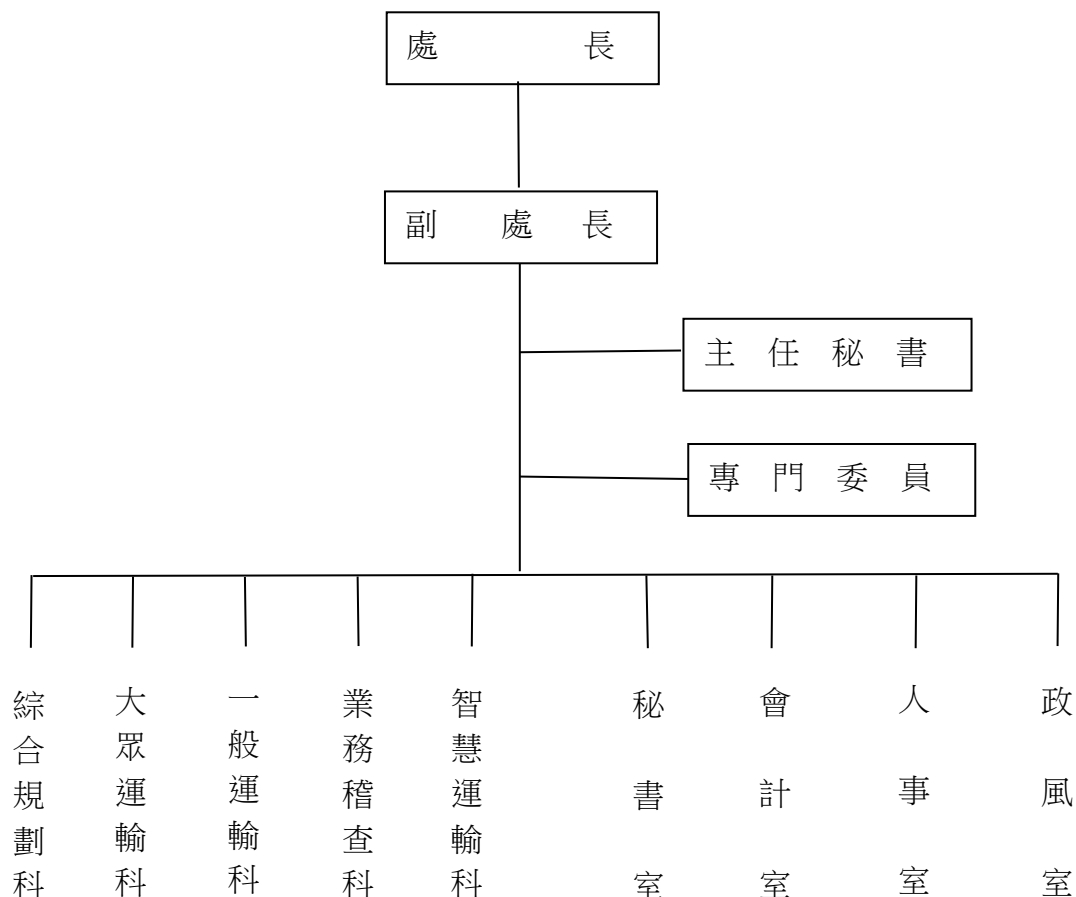 處長
副處長
主任秘書
專門委員
綜合規劃科
大眾運輸科
一般運輸科
業務稽查科
智慧運輸科
秘書室
會計室
人事室
政風室